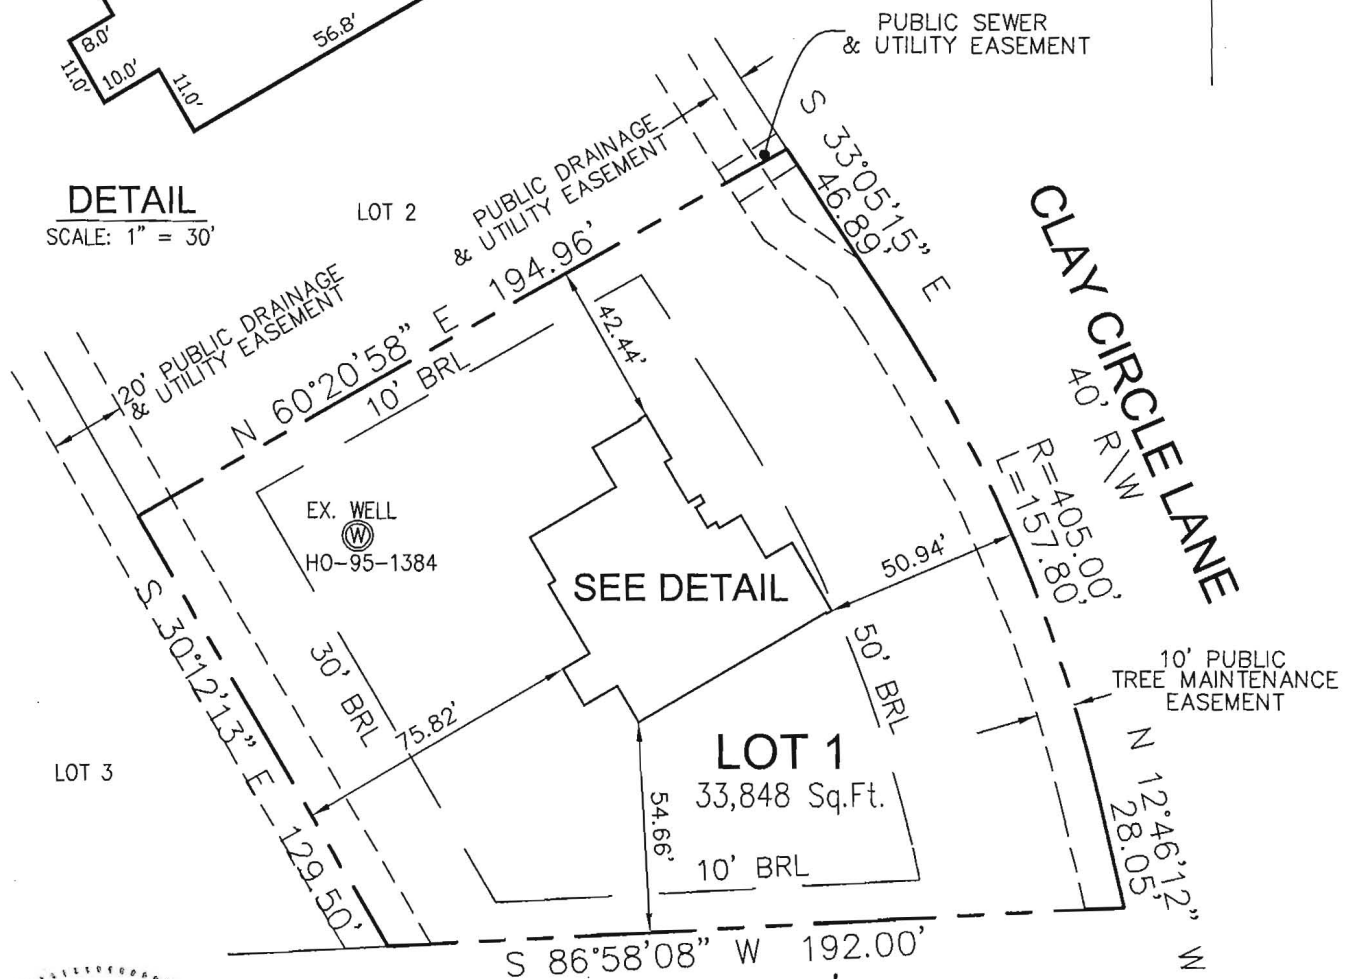 8.0'
11.0'
10.0'
11.0'
56.8'
DETAIL
SCALE: 1" = 30'
LOT 2
PUBLIC SEWER
& UTILITY EASEMENT
PUBLIC DRAINAGE
& UTILITY EASEMENT
20' PUBLIC DRAINAGE
& UTILITY EASEMENT
N 60°20'58" E 194.96'
10' BRL
S 33°05'15" E
46.89'
CLAY CIRCLE LANE
40' R\W
R=405.00'
L=157.80'
42.44'
EX. WELL
W
HO-95-1384
SEE DETAIL
50.94'
S 30°12'13" E 129.50'
30' BRL
75.82'
50' BRL
10' PUBLIC
TREE MAINTENANCE
EASEMENT
LOT 3
LOT 1
33,848 Sq.Ft.
54.66'
10' BRL
N 12°46'12" W
28.05'
S 86°58'08" W 192.00'